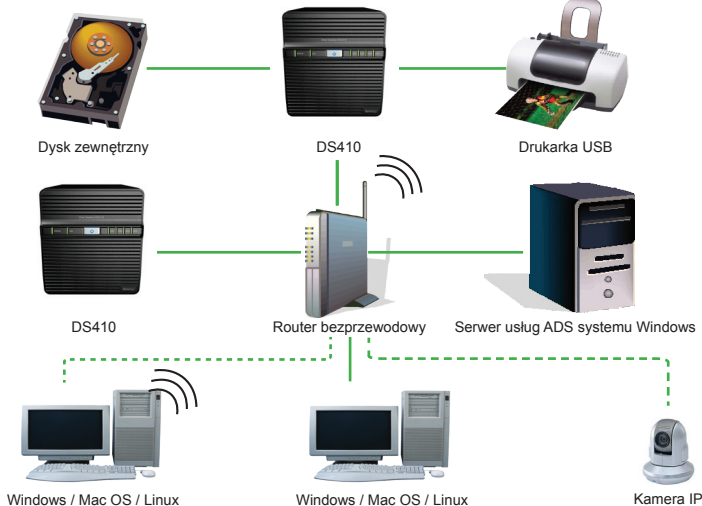 Dysk zewnętrzny
DS410
Drukarka USB
DS410
Router bezprzewodowy
Serwer usług ADS systemu Windows
Windows / Mac OS / Linux
Windows / Mac OS / Linux
Kamera IP